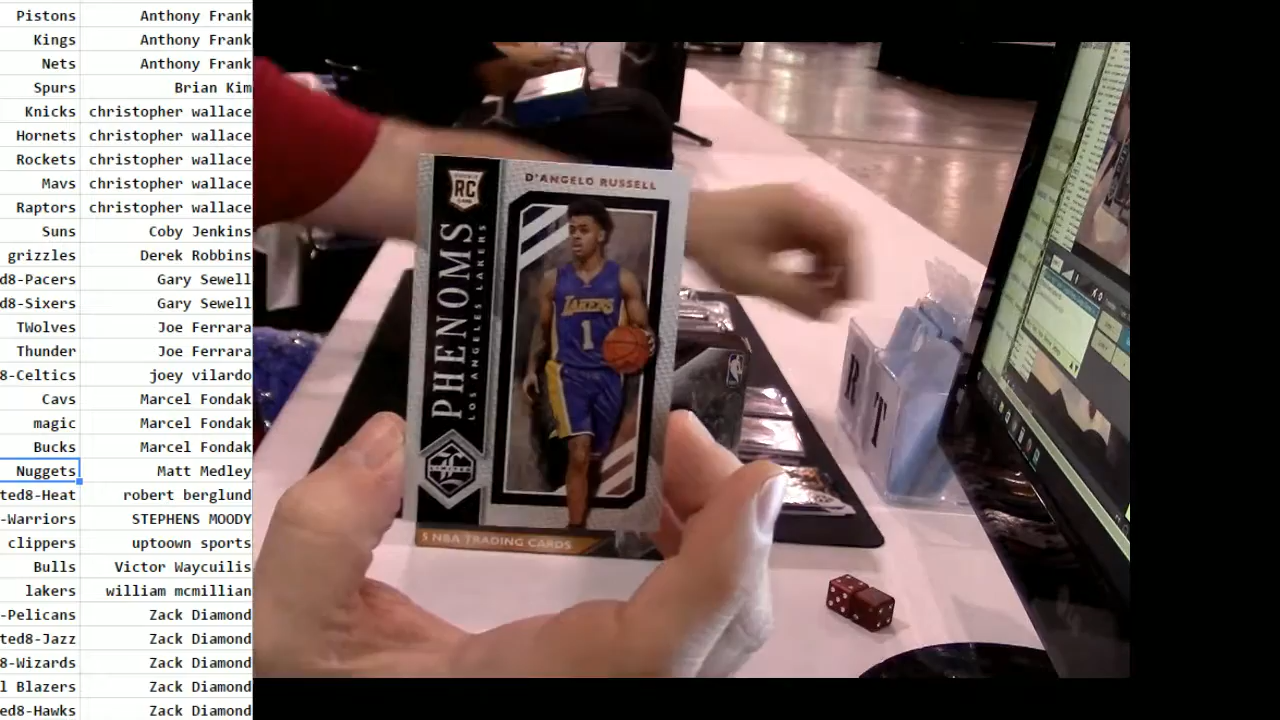 Pistons Anthony Frank
Kings Anthony Frank
Nets Anthony Frank
Spurs Brian Kim
Knicks christopher wallace
Hornets christopher wallace
Rockets christopher wallace
Mavs christopher wallace
Raptors christopher wallace
Suns Coby Jenkins
grizzles Derek Robbins
d8-Pacers Gary Sewell
d8-Sixers Gary Sewell
TWolves Joe Ferrara
Thunder Joe Ferrara
8-Celtics joey vilardo
Cavs Marcel Fondak
magic Marcel Fondak
Bucks Marcel Fondak
Nuggets Matt Medley
ted8-Heat robert berglund
-Warriors STEPHENS MOODY
clippers uptoown sports
Bulls Victor Waycuilis
lakers william mcmillian
-Pelicans Zack Diamond
ted8-Jazz Zack Diamond
8-Wizards Zack Diamond
l Blazers Zack Diamond
ed8-Hawks Zack Diamond
RC
D'ANGELO RUSSELL
PHENOMS
LOS ANGELES LAKERS
LAKERS
1
LIMITED
5 NBA TRADING CARDS
R T